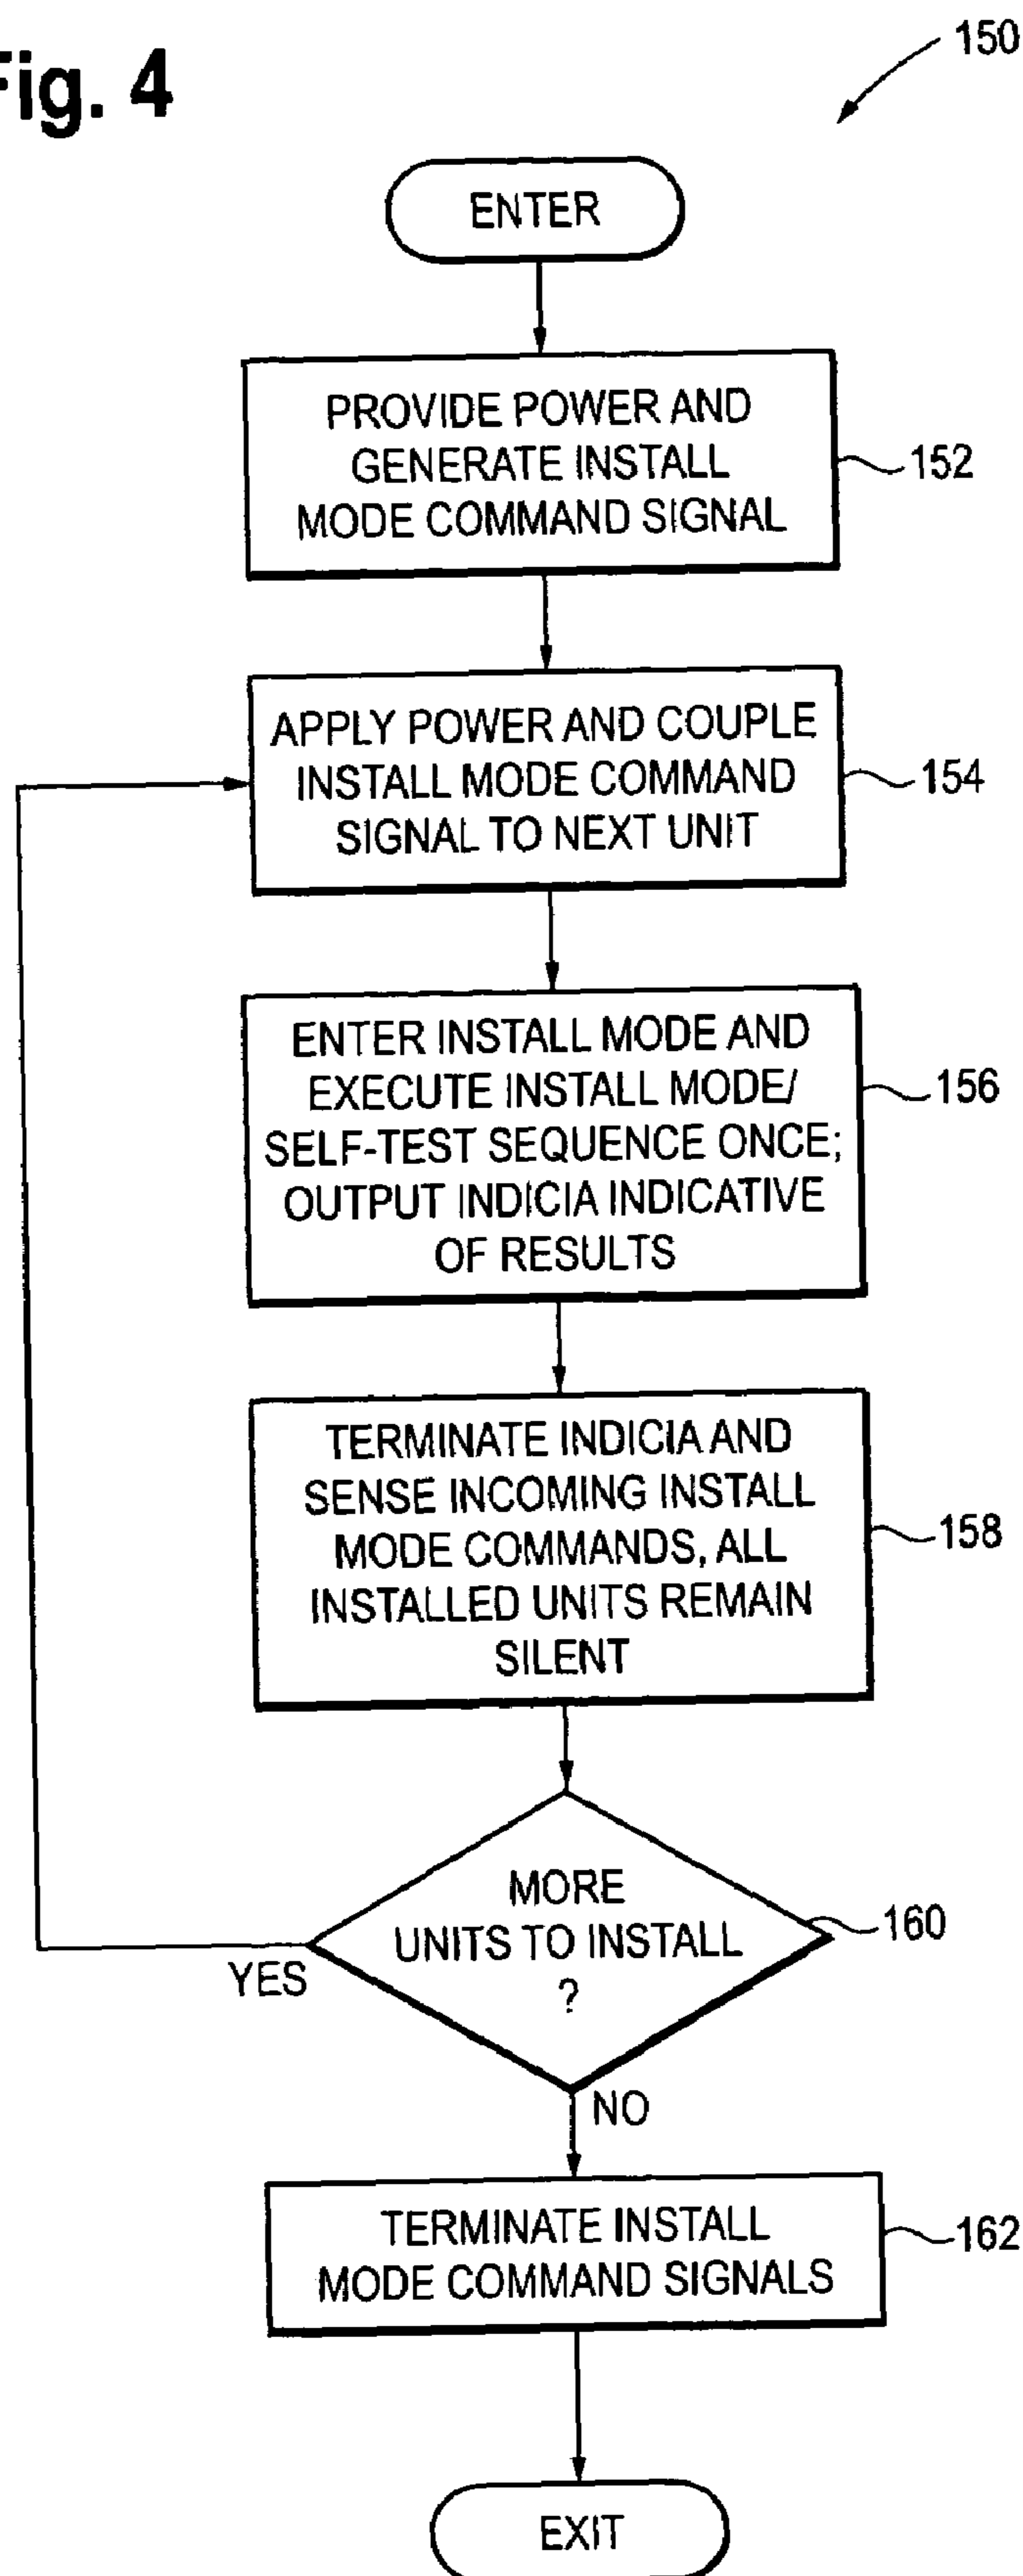 Fig. 4
150
ENTER
PROVIDE POWER AND
GENERATE INSTALL
MODE COMMAND SIGNAL
152
APPLY POWER AND COUPLE
INSTALL MODE COMMAND
SIGNAL TO NEXT UNIT
154
ENTER INSTALL MODE AND
EXECUTE INSTALL MODE/
SELF-TEST SEQUENCE ONCE;
OUTPUT INDICIA INDICATIVE
OF RESULTS
156
TERMINATE INDICIA AND
SENSE INCOMING INSTALL
MODE COMMANDS, ALL
INSTALLED UNITS REMAIN
SILENT
158
MORE
UNITS TO INSTALL
?
160
YES
NO
TERMINATE INSTALL
MODE COMMAND SIGNALS
162
EXIT